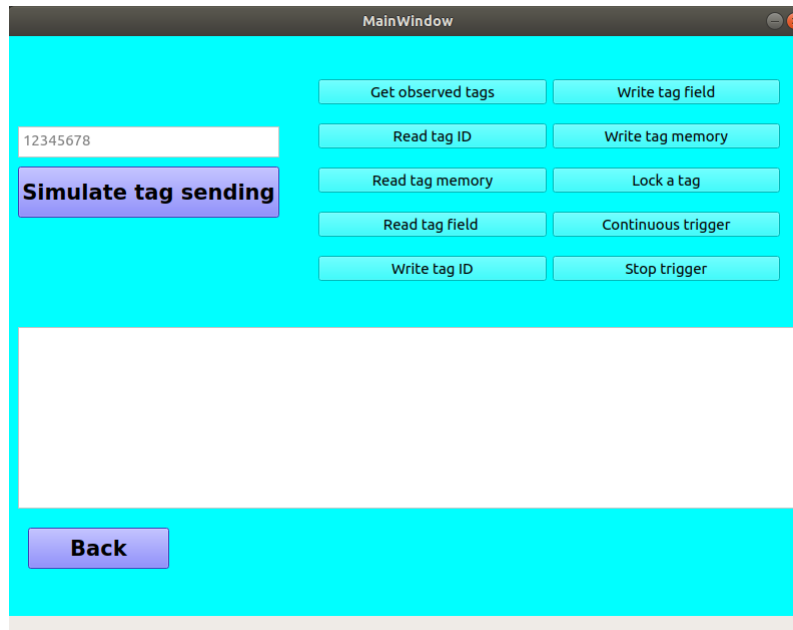 MainWindow
Get observed tags
Write tag field
12345678
Read tag ID
Write tag memory
Simulate tag sending
Read tag memory
Lock a tag
Read tag field
Continuous trigger
Write tag ID
Stop trigger
Back